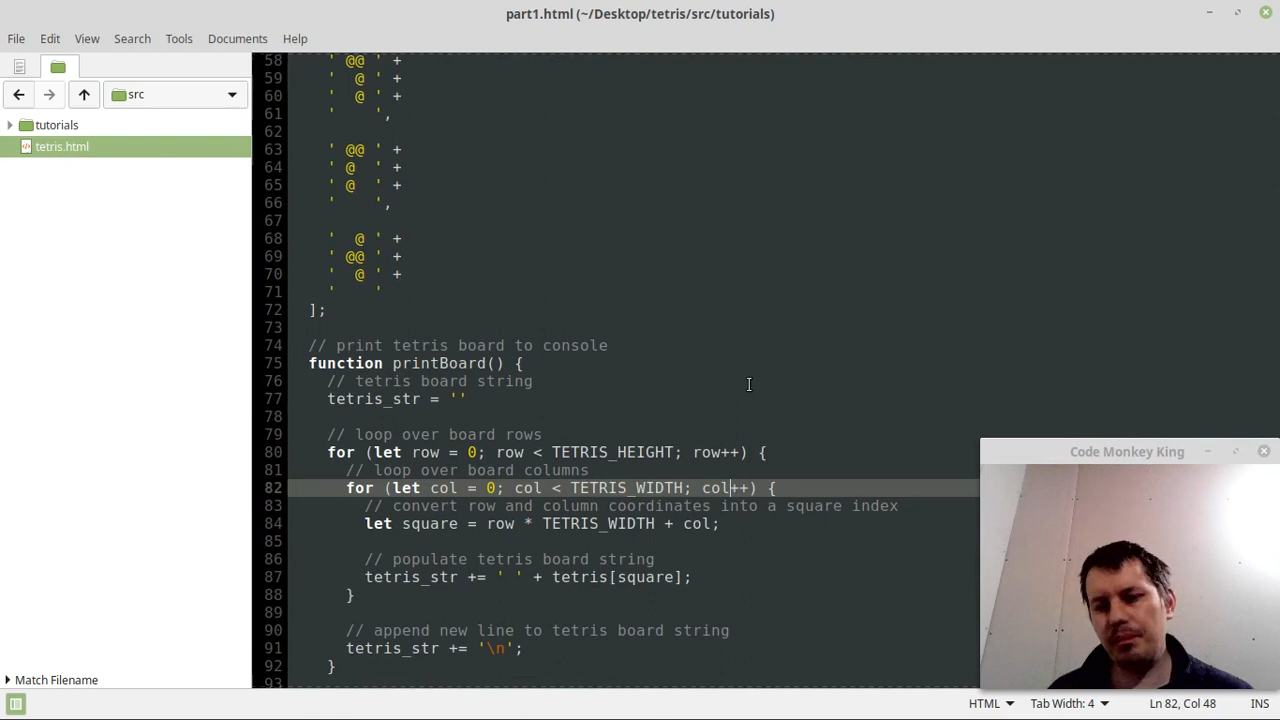 part1.html (~/Desktop/tetris/src/tutorials)
File Edit View Search Tools Documents Help
src
tutorials
tetris.html
58 ' @@ ' +
59 '  @ ' +
60 '  @ ' +
61 '    ',
62
63 ' @@ ' +
64 ' @  ' +
65 ' @  ' +
66 '    ',
67
68 '  @ ' +
69 ' @@ ' +
70 '  @ ' +
71 '    '
72 ];
73
74 // print tetris board to console
75 function printBoard() {
76 // tetris board string
77 tetris_str = ''
78
79 // loop over board rows
80 for (let row = 0; row < TETRIS_HEIGHT; row++) {
81 // loop over board columns
82 for (let col = 0; col < TETRIS_WIDTH; col++) {
83 // convert row and column coordinates into a square index
84 let square = row * TETRIS_WIDTH + col;
85
86 // populate tetris board string
87 tetris_str += ' ' + tetris[square];
88 }
89
90 // append new line to tetris board string
91 tetris_str += '\n';
92 }
93
Code Monkey King
Match Filename
HTML Tab Width: 4 Ln 82, Col 48 INS